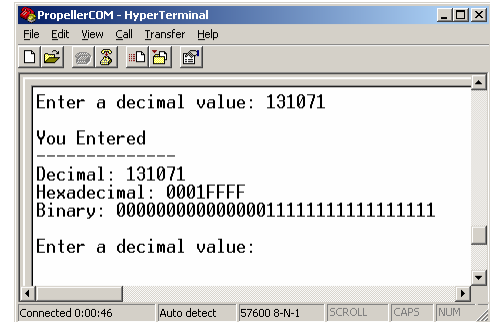 PropellerCOM - HyperTerminal
File Edit View Call Transfer Help
Enter a decimal value: 131071
You Entered
--------------
Decimal: 131071
Hexadecimal: 0001FFFF
Binary: 00000000000000011111111111111111
Enter a decimal value:
Connected 0:00:46 Auto detect 57600 8-N-1 SCROLL CAPS NUM